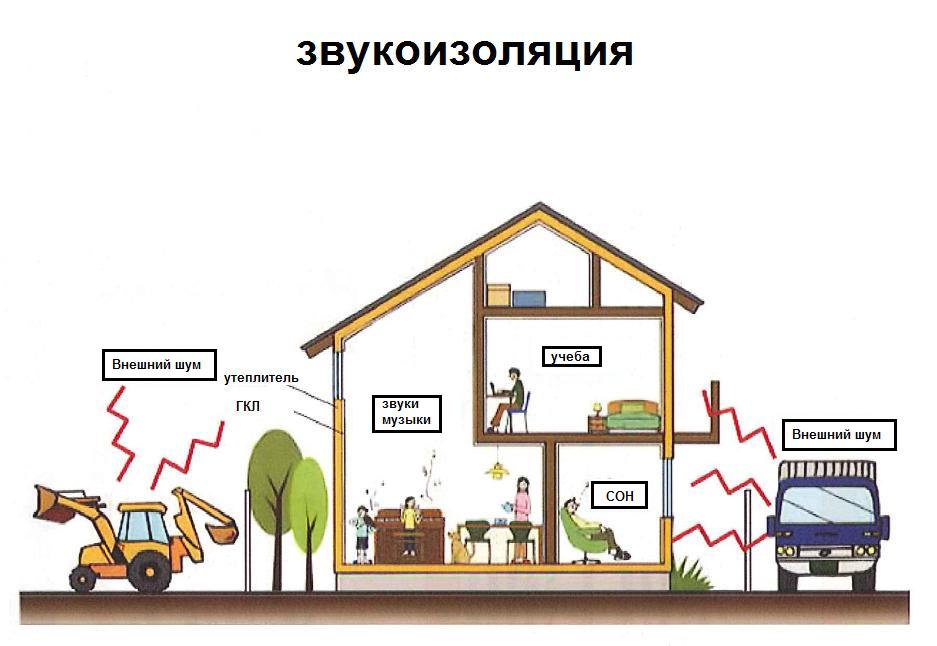 звукоизоляция
Внешний шум
утеплитель
ГКЛ
звуки
музыки
учеба
Внешний шум
СОН